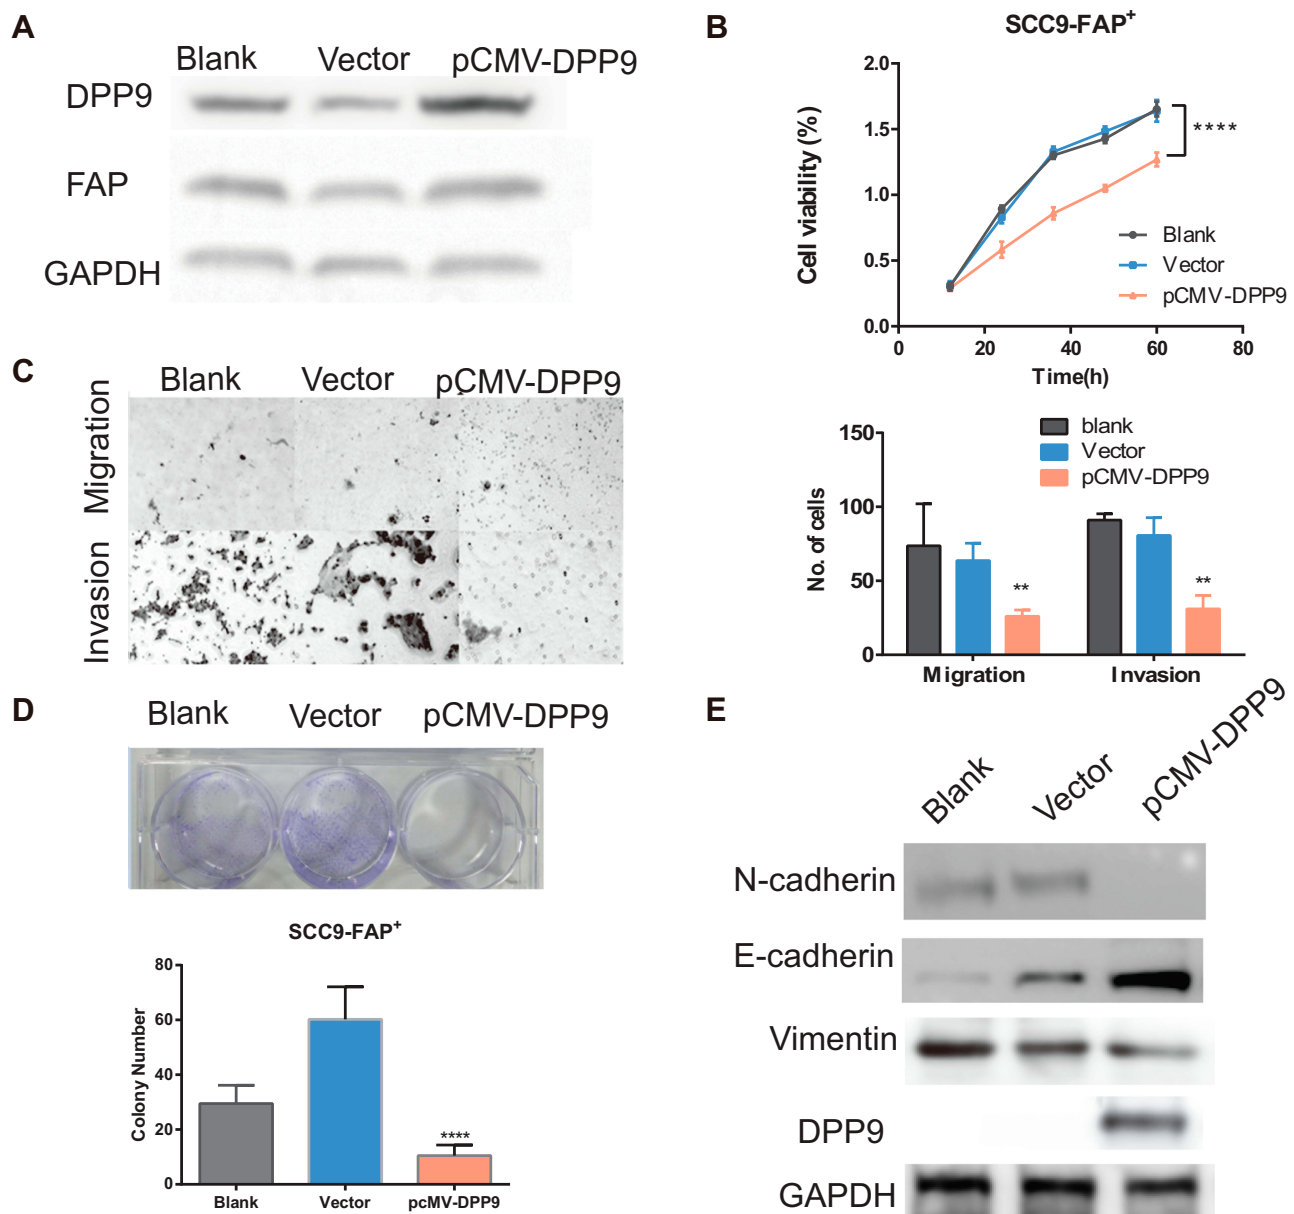 A
Blank Vector pCMV-DPP9
DPP9
FAP
GAPDH
B
SCC9-FAP+
Cell viability (%)
2.0
1.5
1.0
0.5
0.0
0 20 40 60 80
Time(h)
****
Blank
Vector
pCMV-DPP9
C
Blank Vector pCMV-DPP9
Migration
Invasion
No. of cells
150
100
50
0
blank
Vector
pCMV-DPP9
**
**
Migration Invasion
D
Blank Vector pCMV-DPP9
SCC9-FAP+
Colony Number
80
60
40
20
0
****
Blank Vector pcMV-DPP9
E
Blank Vector pCMV-DPP9
N-cadherin
E-cadherin
Vimentin
DPP9
GAPDH